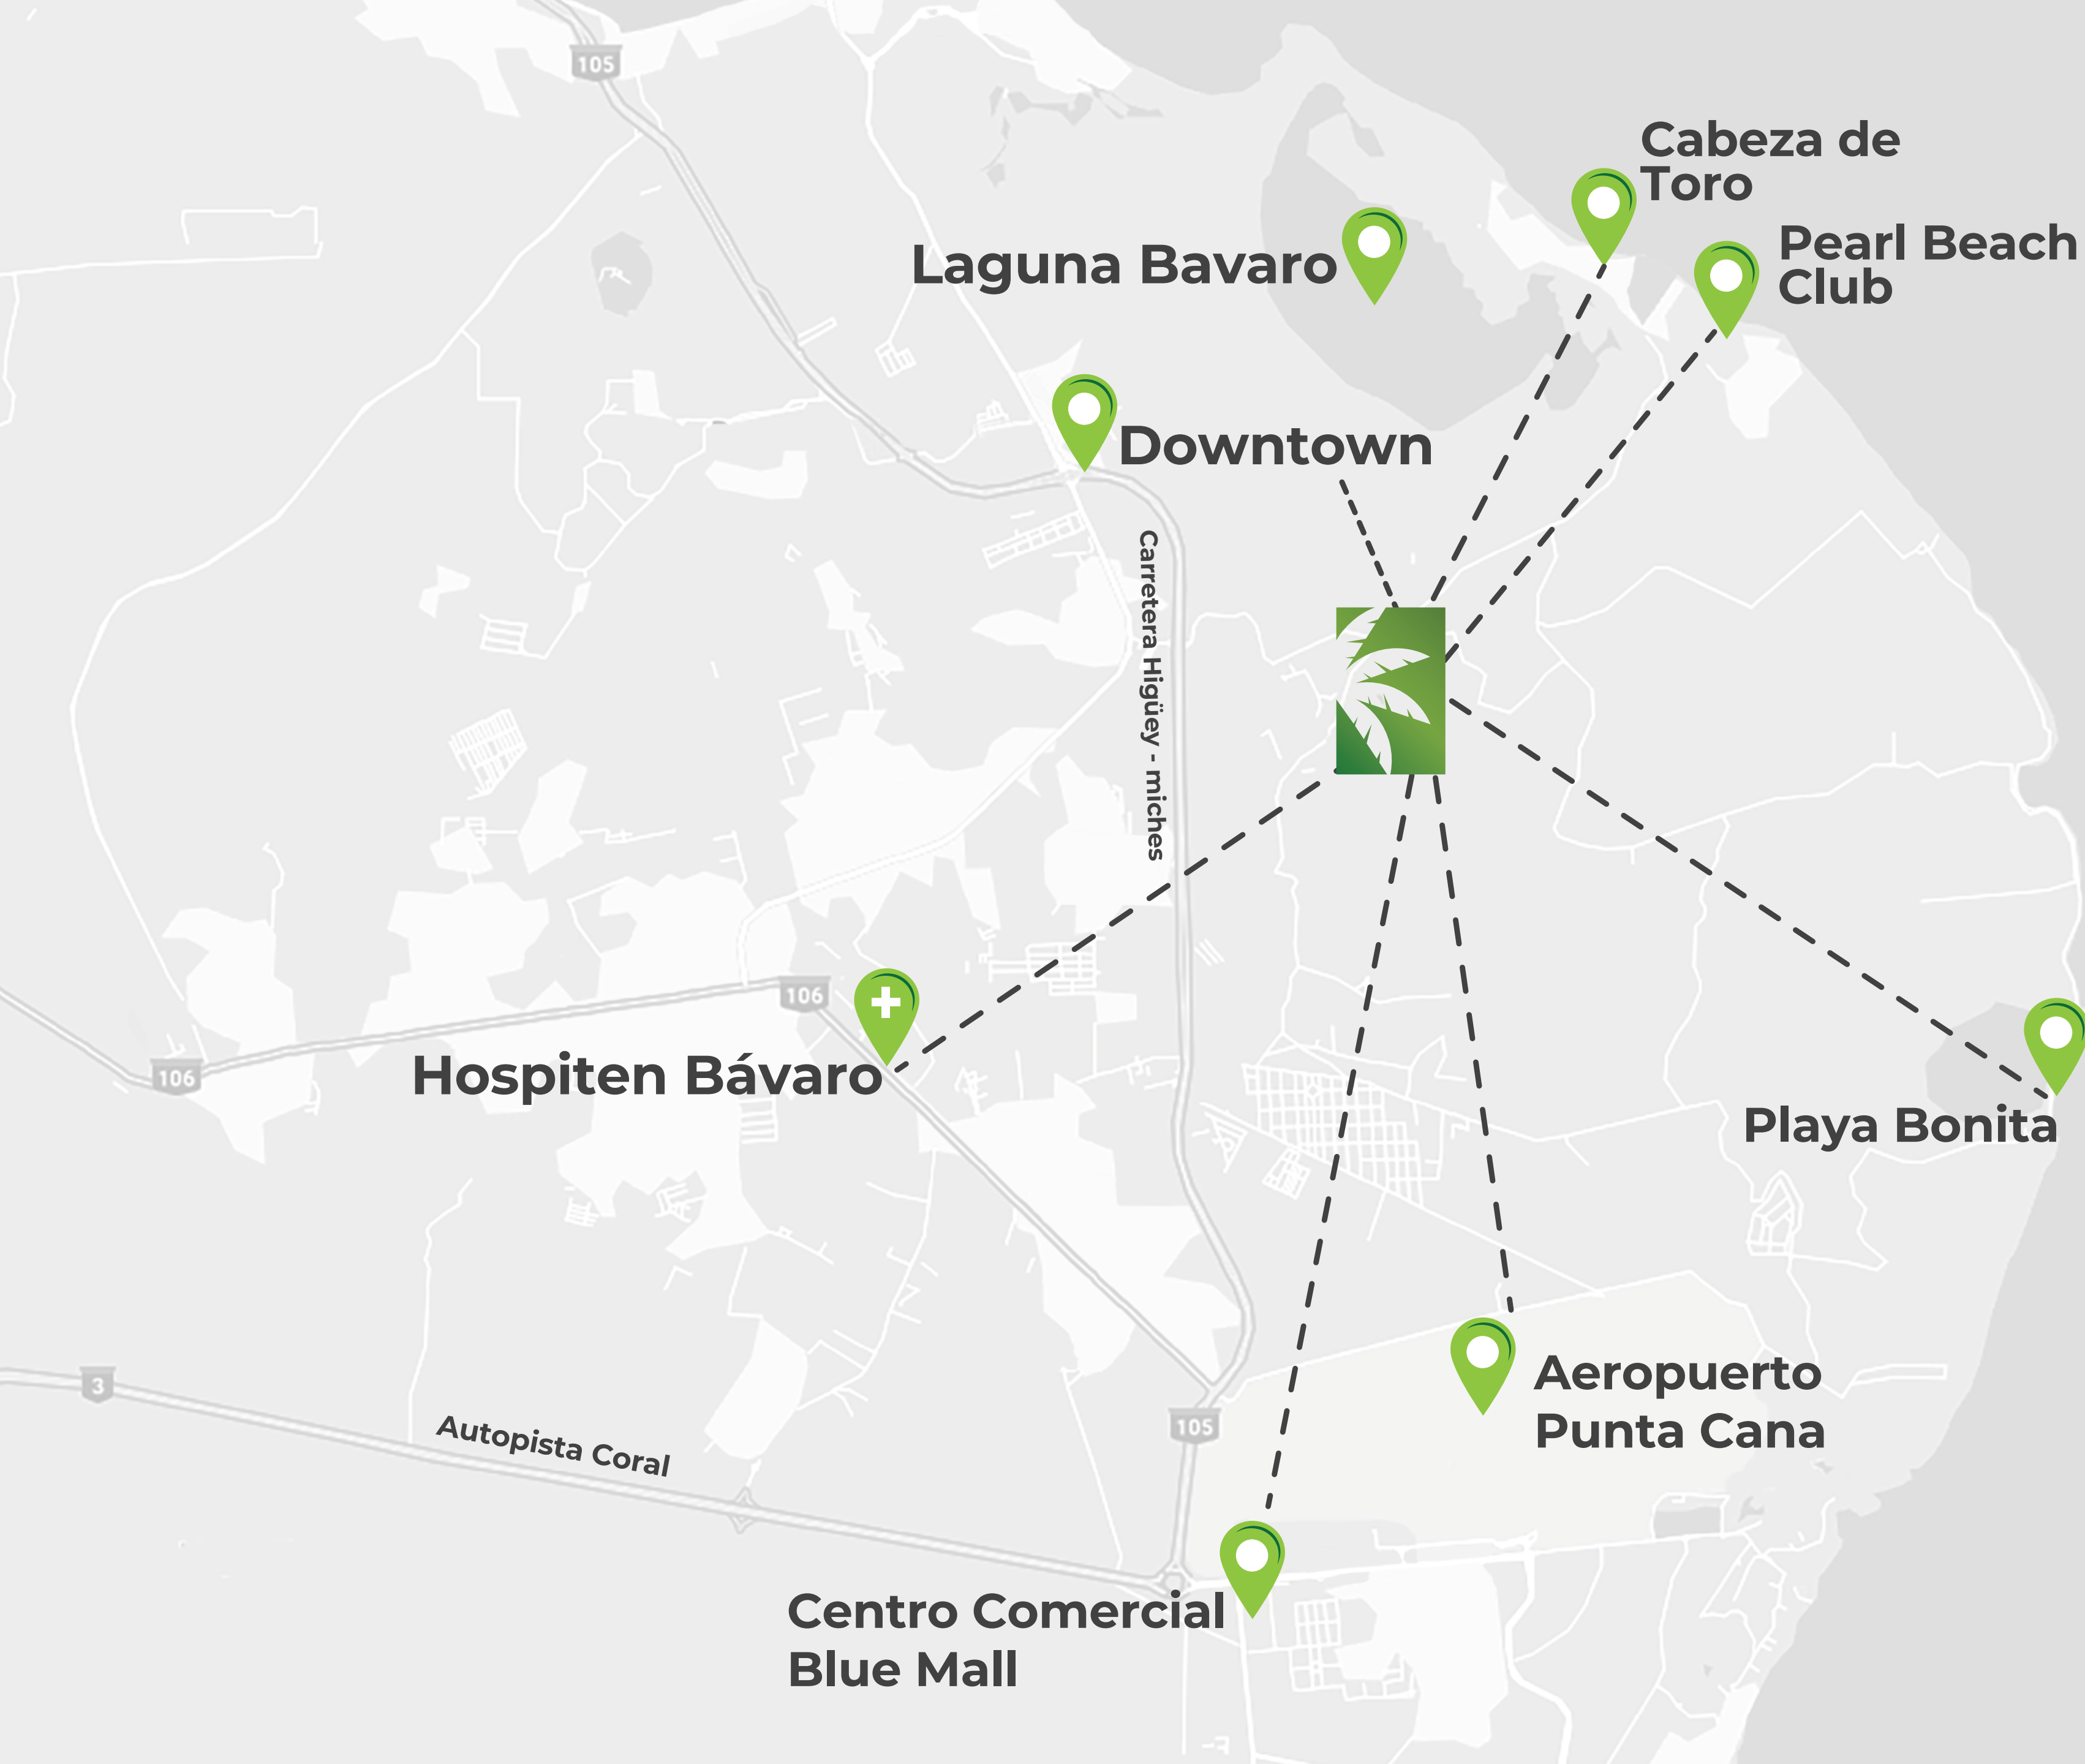 105
Cabeza de
Toro
Pearl Beach
Club
Laguna Bavaro
Downtown
Carretera Higüey - miches
106
Hospiten Bávaro
106
Playa Bonita
3
Autopista Coral
Aeropuerto
Punta Cana
105
Centro Comercial
Blue Mall